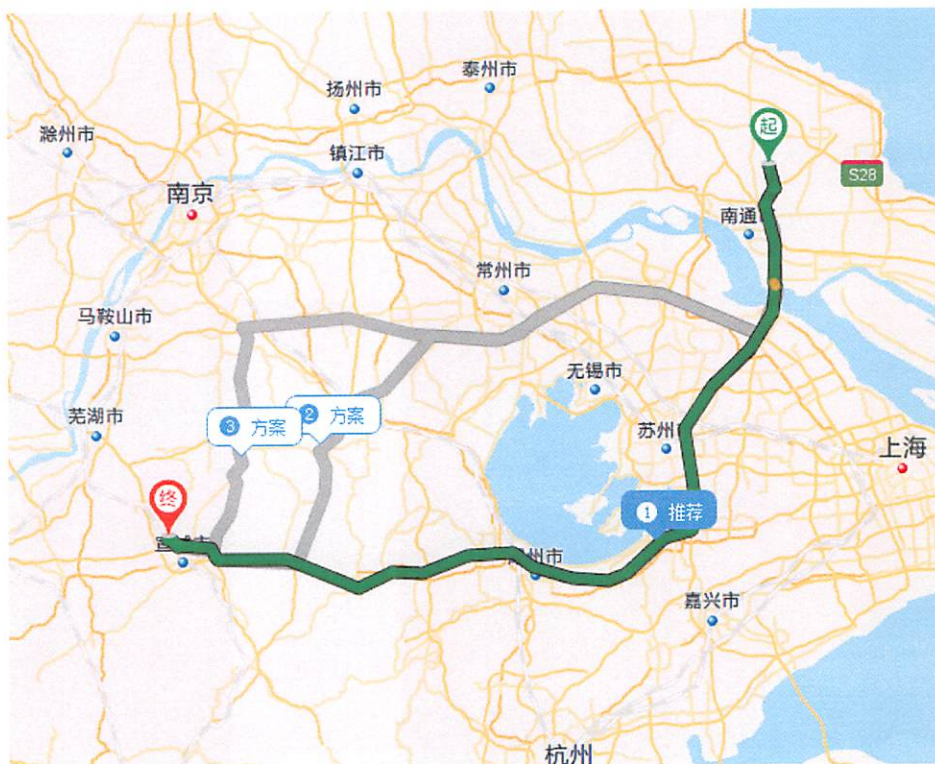 泰州市
扬州市
起
滁州市
镇江市
S28
南京
南通
常州市
马鞍山市
无锡市
芜湖市
② 方案
③ 方案
苏州
上海
终
① 推荐
州市
嘉兴市
杭州